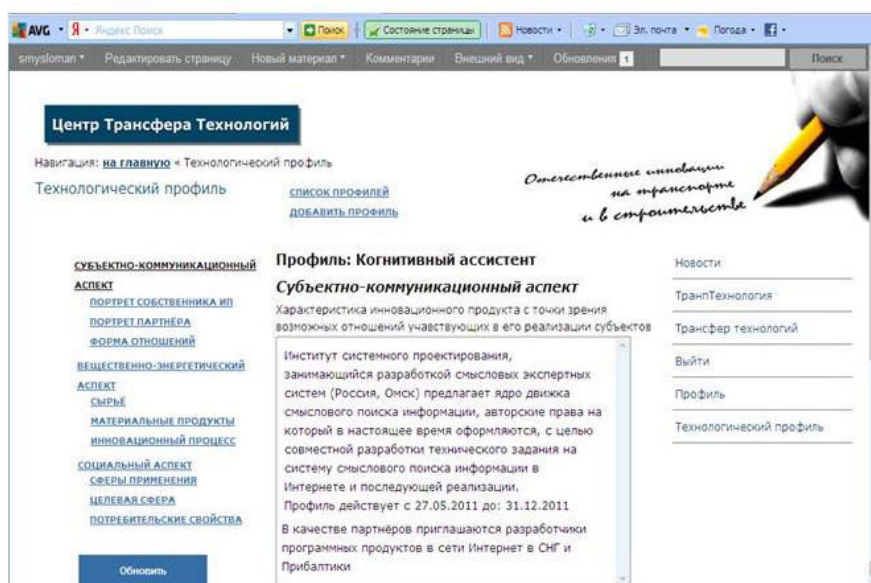 AVG Я Яндекс Поиск Поиск Состояние страницы Новости Эл. почта Погода
smysloman Редактировать страницу Новый материал Комментарии Внешний вид Обновления 1 Поиск
Центр Трансфера Технологий
Навигация: на главную « Технологический профиль
Технологический профиль
СПИСОК ПРОФИЛЕЙ
ДОБАВИТЬ ПРОФИЛЬ
Отечественные инновации
на транспорте
и в строительстве
СУБЪЕКТНО-КОММУНИКАЦИОННЫЙ
АСПЕКТ
ПОРТРЕТ СОБСТВЕННИКА ИП
ПОРТРЕТ ПАРТНЁРА
ФОРМА ОТНОШЕНИЙ
ВЕЩЕСТВЕННО-ЭНЕРГЕТИЧЕСКИЙ
АСПЕКТ
СЫРЬЁ
МАТЕРИАЛЬНЫЕ ПРОДУКТЫ
ИННОВАЦИОННЫЙ ПРОЦЕСС
СОЦИАЛЬНЫЙ АСПЕКТ
СФЕРЫ ПРИМЕНЕНИЯ
ЦЕЛЕВАЯ СФЕРА
ПОТРЕБИТЕЛЬСКИЕ СВОЙСТВА
Обновить
Профиль: Когнитивный ассистент
Субъектно-коммуникационный аспект
Характеристика инновационного продукта с точки зрения
возможных отношений учавствующих в его реализации субъектов
Институт системного проектирования,
занимающийся разработкой смысловых экспертных
систем (Россия, Омск) предлагает ядро движка
смыслового поиска информации, авторские права на
который в настоящее время оформляются, с целью
совместной разработки технического задания на
систему смыслового поиска информации в
Интернете и последующей реализации.
Профиль действует с 27.05.2011 до: 31.12.2011
В качестве партнёров приглашаются разработчики
программных продуктов в сети Интернет в СНГ и
Прибалтики
Новости
ТранпТехнология
Трансфер технологий
Выйти
Профиль
Технологический профиль